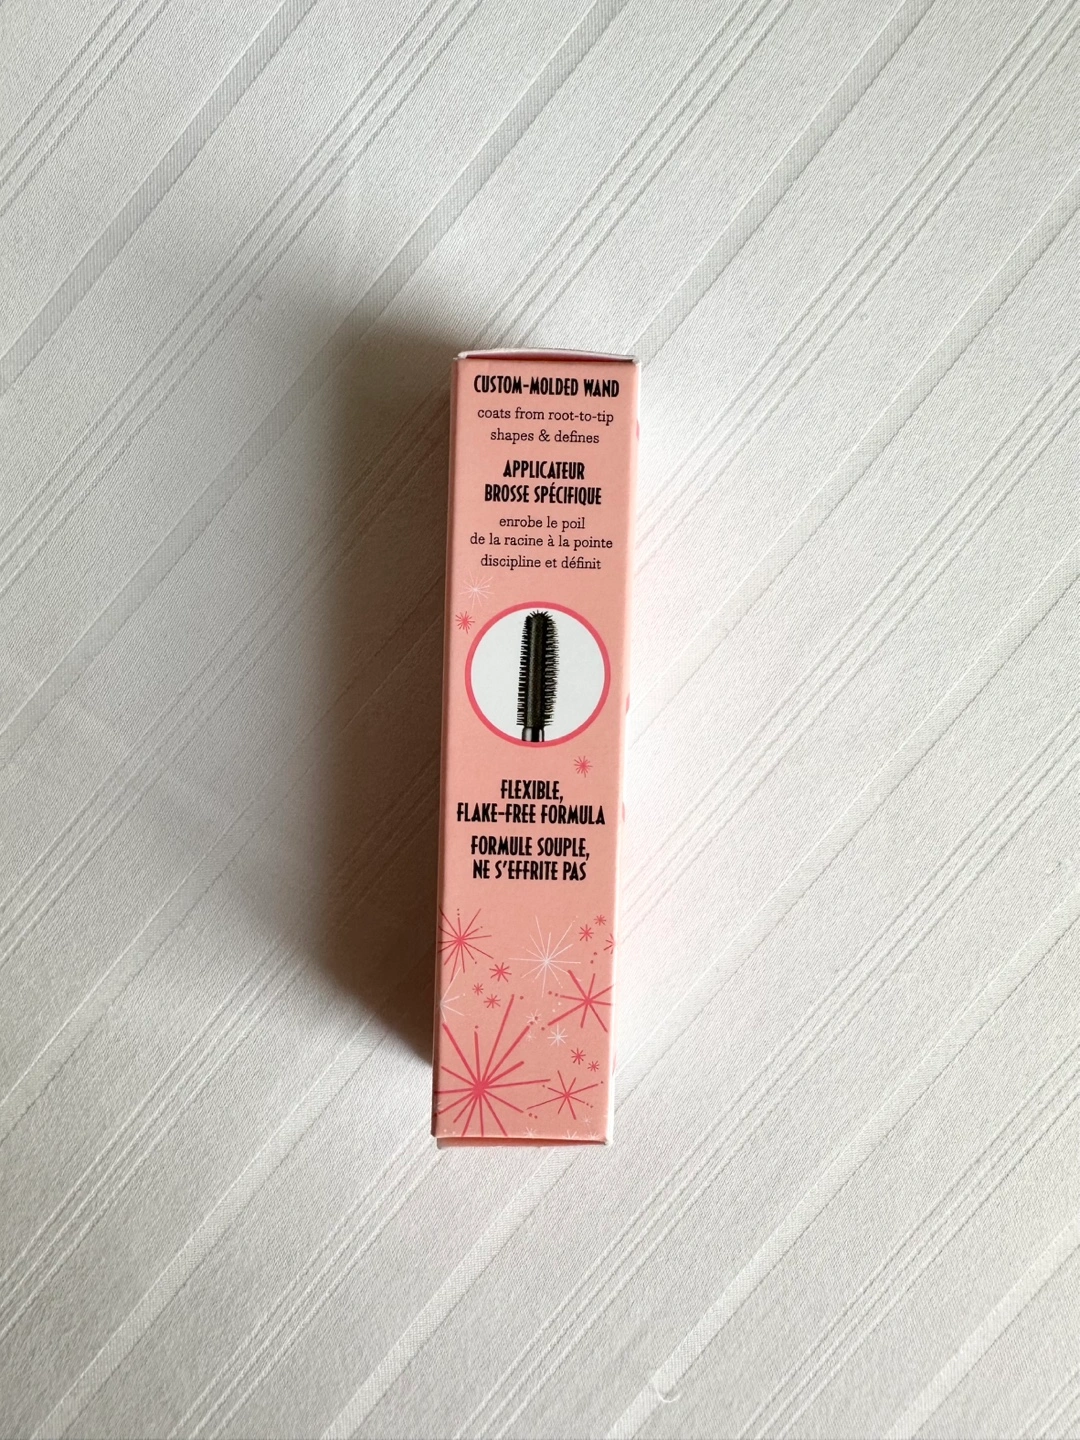 CUSTOM-MOLDED WAND
coats from root-to-tip
shapes & defines
APPLICATEUR
BROSSE SPÉCIFIQUE
enrobe le poil
de la racine à la pointe
discipline et définit
FLEXIBLE,
FLAKE-FREE FORMULA
FORMULE SOUPLE,
NE S'EFFRITE PAS